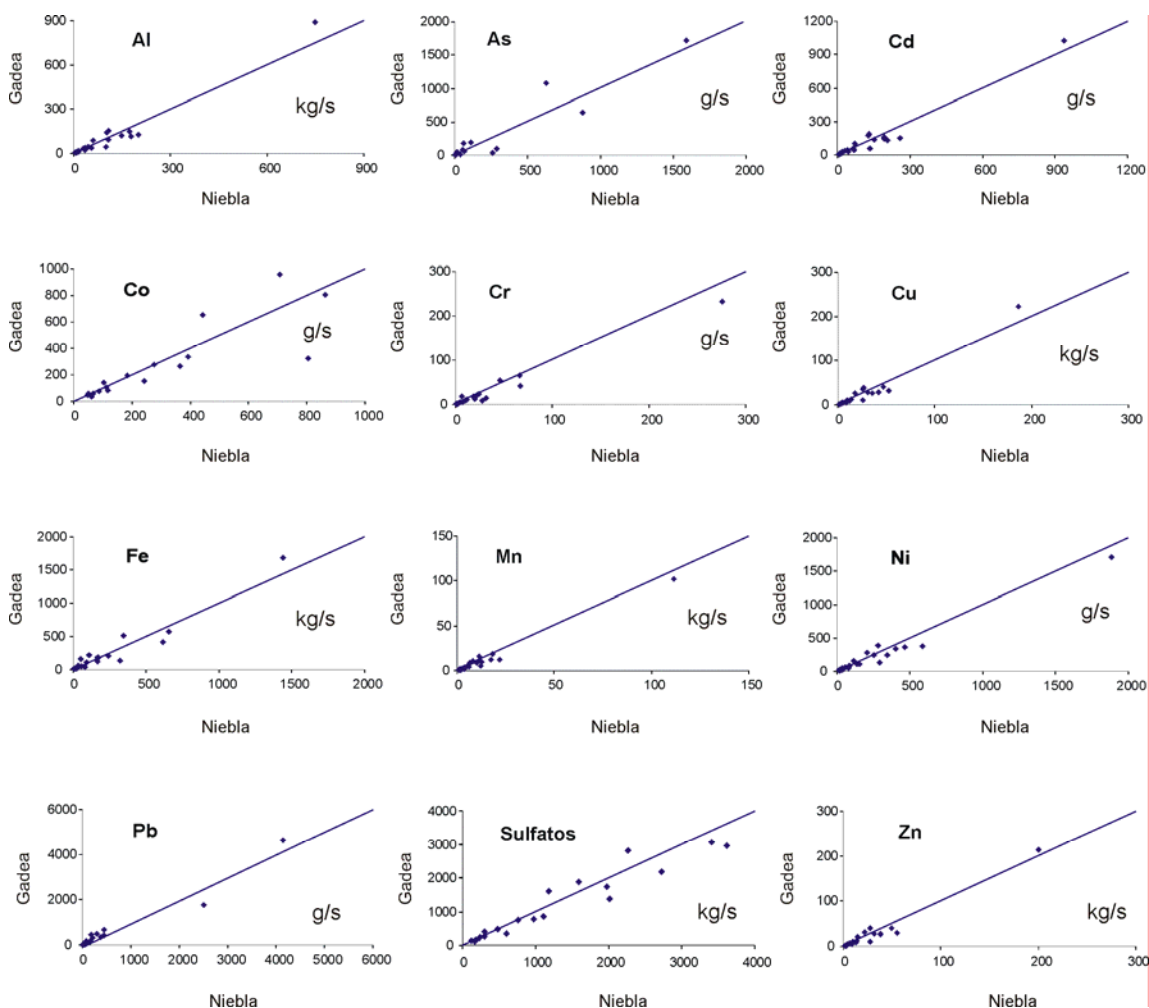 Al
Gadea
900
600
300
0
0
300
600
900
kg/s
Niebla
As
Gadea
2000
1500
1000
500
0
0
500
1000
1500
2000
g/s
Niebla
Cd
Gadea
1200
900
600
300
0
0
300
600
900
1200
g/s
Niebla
Co
Gadea
1000
800
600
400
200
0
0
200
400
600
800
1000
g/s
Niebla
Cr
Gadea
300
200
100
0
0
100
200
300
g/s
Niebla
Cu
Gadea
300
200
100
0
0
100
200
300
kg/s
Niebla
Fe
Gadea
2000
1500
1000
500
0
0
500
1000
1500
2000
kg/s
Niebla
Mn
Gadea
150
100
50
0
0
50
100
150
kg/s
Niebla
Ni
Gadea
2000
1500
1000
500
0
0
500
1000
1500
2000
g/s
Niebla
Pb
Gadea
6000
4000
2000
0
0
1000
2000
3000
4000
5000
6000
g/s
Niebla
Sulfatos
Gadea
4000
3000
2000
1000
0
0
1000
2000
3000
4000
kg/s
Niebla
Zn
Gadea
300
200
100
0
0
100
200
300
kg/s
Niebla